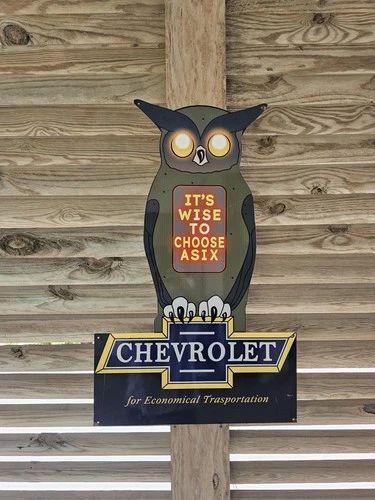 IT'S
WISE
TO
CHOOSE
ASIX
CHEVROLET
for Economical Trasportation